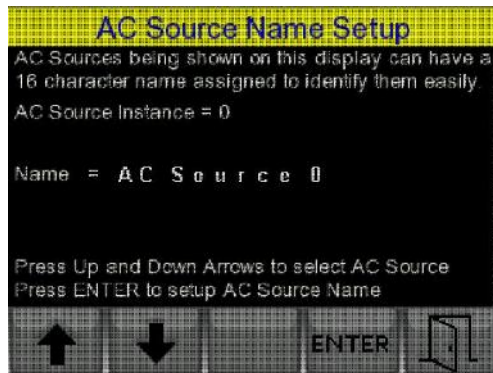 AC Source Name Setup
AC Sources being shown on this display can have a
16 character name assigned to identify them easily.
AC Source Instance = 0
Name = AC Source 0
Press Up and Down Arrows to select AC Source
Press ENTER to setup AC Source Name
ENTER